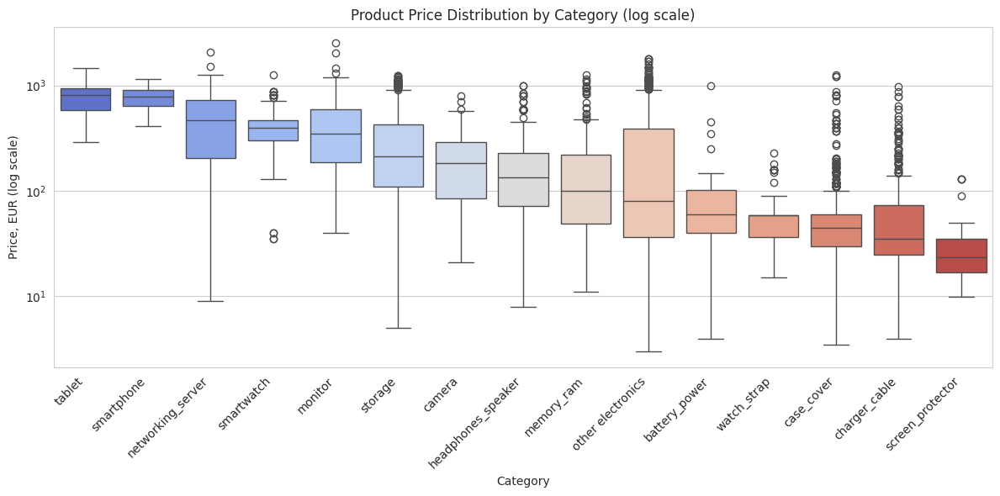 Product Price Distribution by Category (log scale)
Price, EUR (log scale)
10³
10²
10¹
tablet
smartphone
networking_server
smartwatch
monitor
storage
camera
headphones_speaker
memory_ram
other electronics
battery_power
watch_strap
case_cover
charger_cable
screen_protector
Category